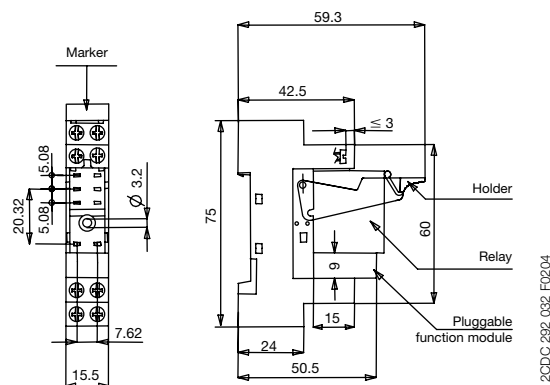 59.3
Marker
42.5
≤ 3
5.08
Ø 3.2
20.32
5.08
75
Holder
60
Relay
9
15
Pluggable
function module
7.62
24
50.5
15.5
2CDC 292 032 F0204